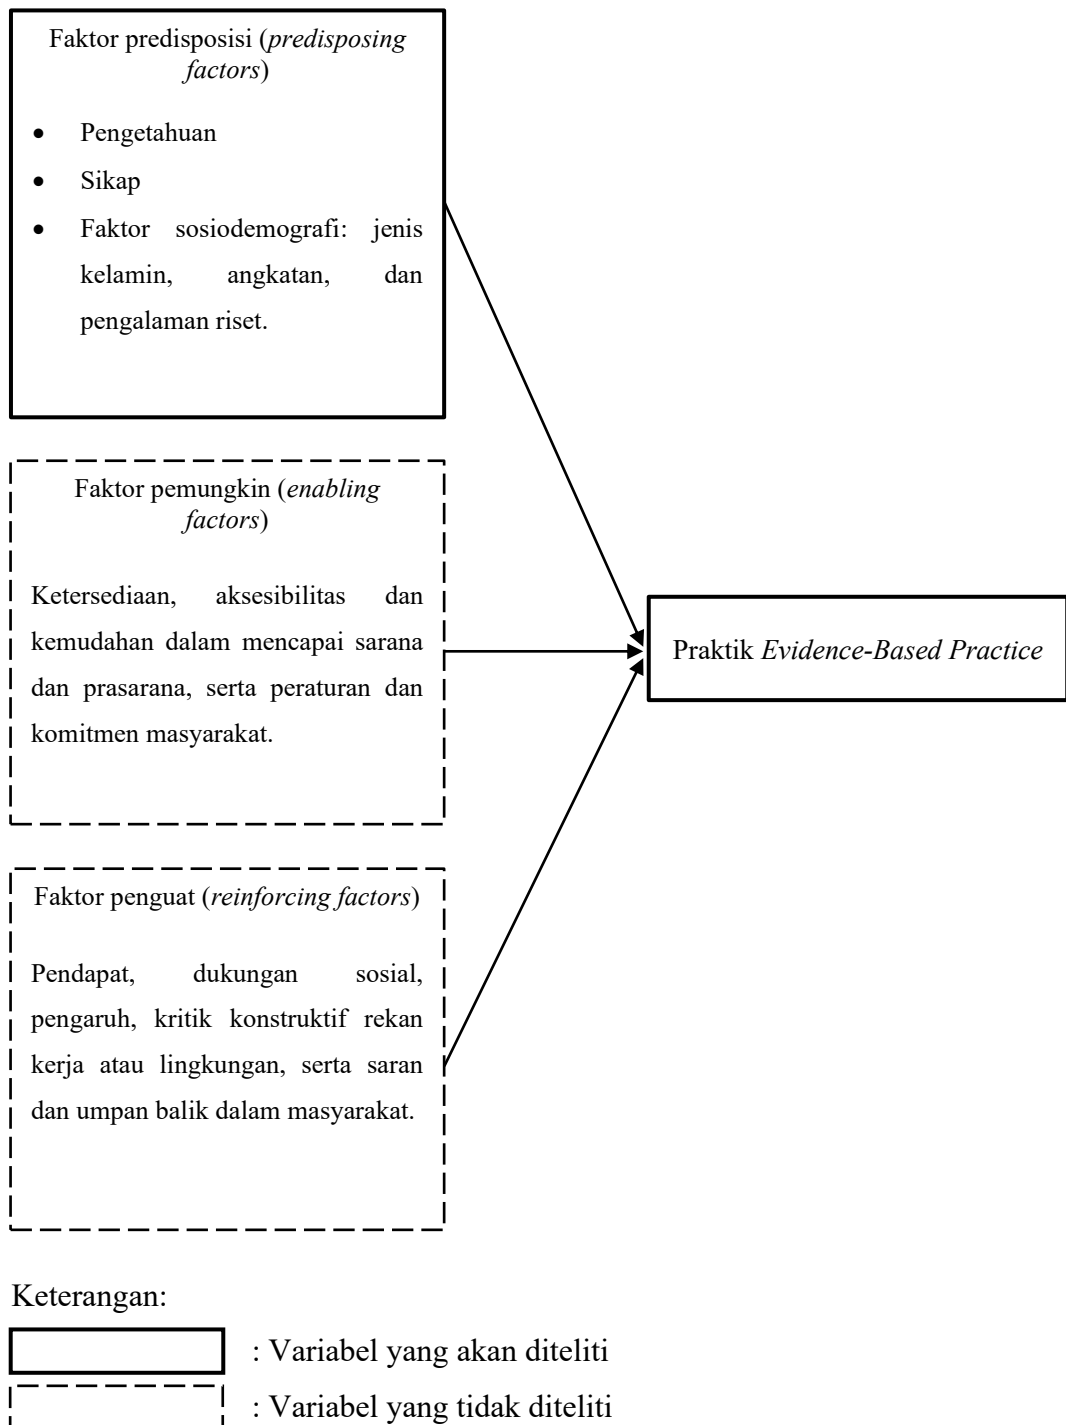 Faktor predisposisi (predisposing
factors)
• Pengetahuan
• Sikap
• Faktor sosiodemografi: jenis
kelamin, angkatan, dan
pengalaman riset.
Faktor pemungkin (enabling
factors)
Ketersediaan, aksesibilitas dan
kemudahan dalam mencapai sarana
dan prasarana, serta peraturan dan
komitmen masyarakat.
Praktik Evidence-Based Practice
Faktor penguat (reinforcing factors)
Pendapat, dukungan sosial,
pengaruh, kritik konstruktif rekan
kerja atau lingkungan, serta saran
dan umpan balik dalam masyarakat.
Keterangan:
: Variabel yang akan diteliti
: Variabel yang tidak diteliti